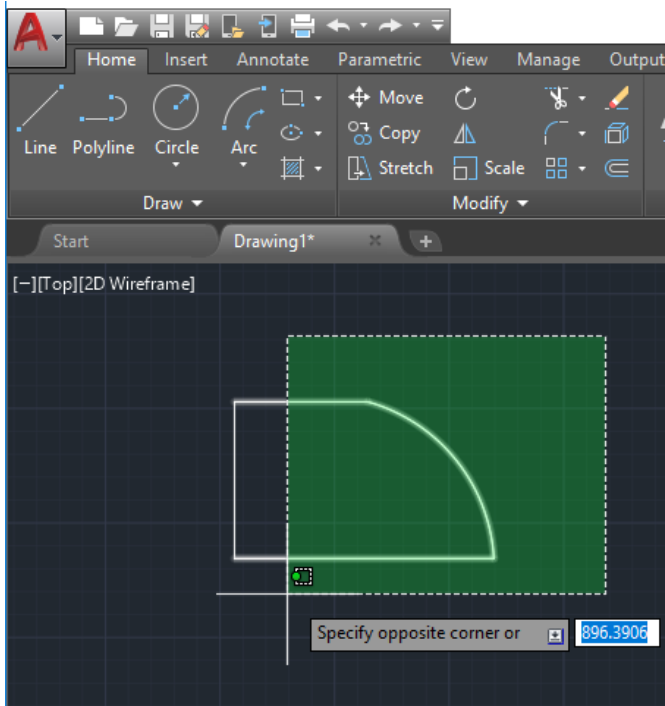 Home Insert Annotate Parametric View Manage Output
Move
Copy
Line Polyline Circle Arc
Stretch Scale
Draw Modify
Start Drawing1*
[−][Top][2D Wireframe]
Specify opposite corner or 896.3906